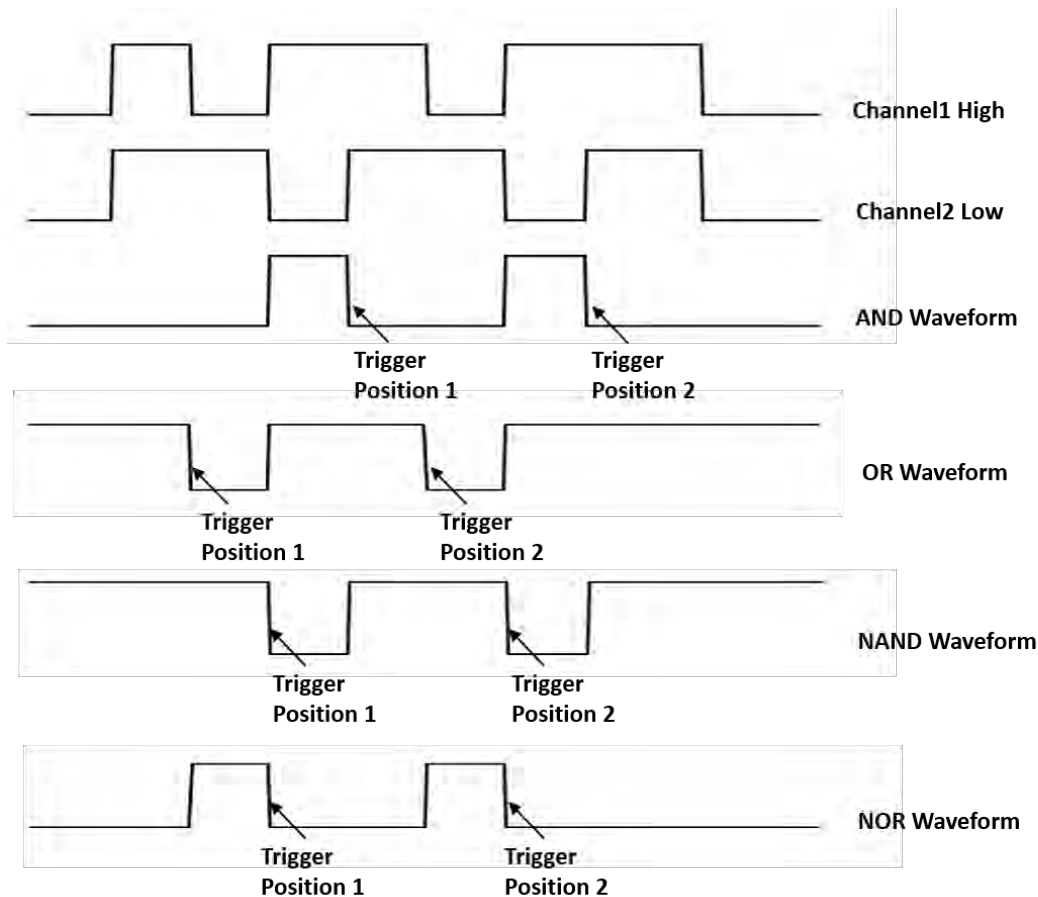 Channel1 High
Channel2 Low
AND Waveform
Trigger
Position 1
Trigger
Position 2
OR Waveform
Trigger
Position 1
Trigger
Position 2
NAND Waveform
Trigger
Position 1
Trigger
Position 2
NOR Waveform
Trigger
Position 1
Trigger
Position 2